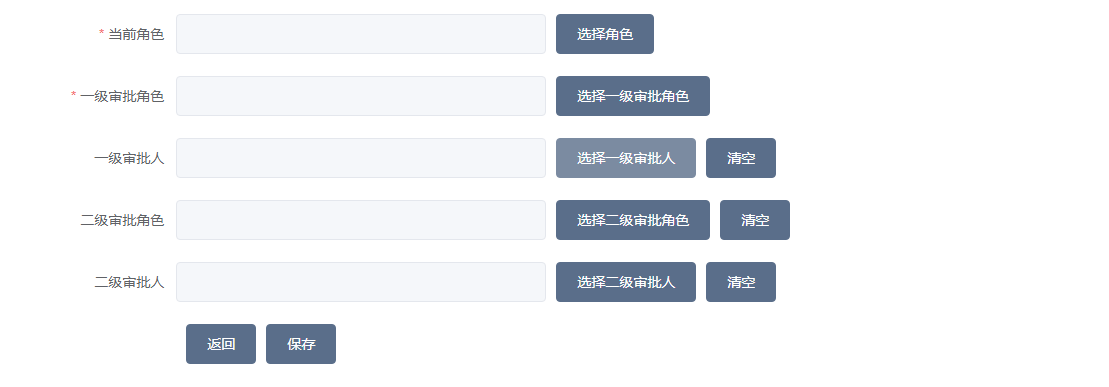 * 当前角色 选择角色
* 一级审批角色 选择一级审批角色
一级审批人 选择一级审批人 清空
二级审批角色 选择二级审批角色 清空
二级审批人 选择二级审批人 清空
返回 保存